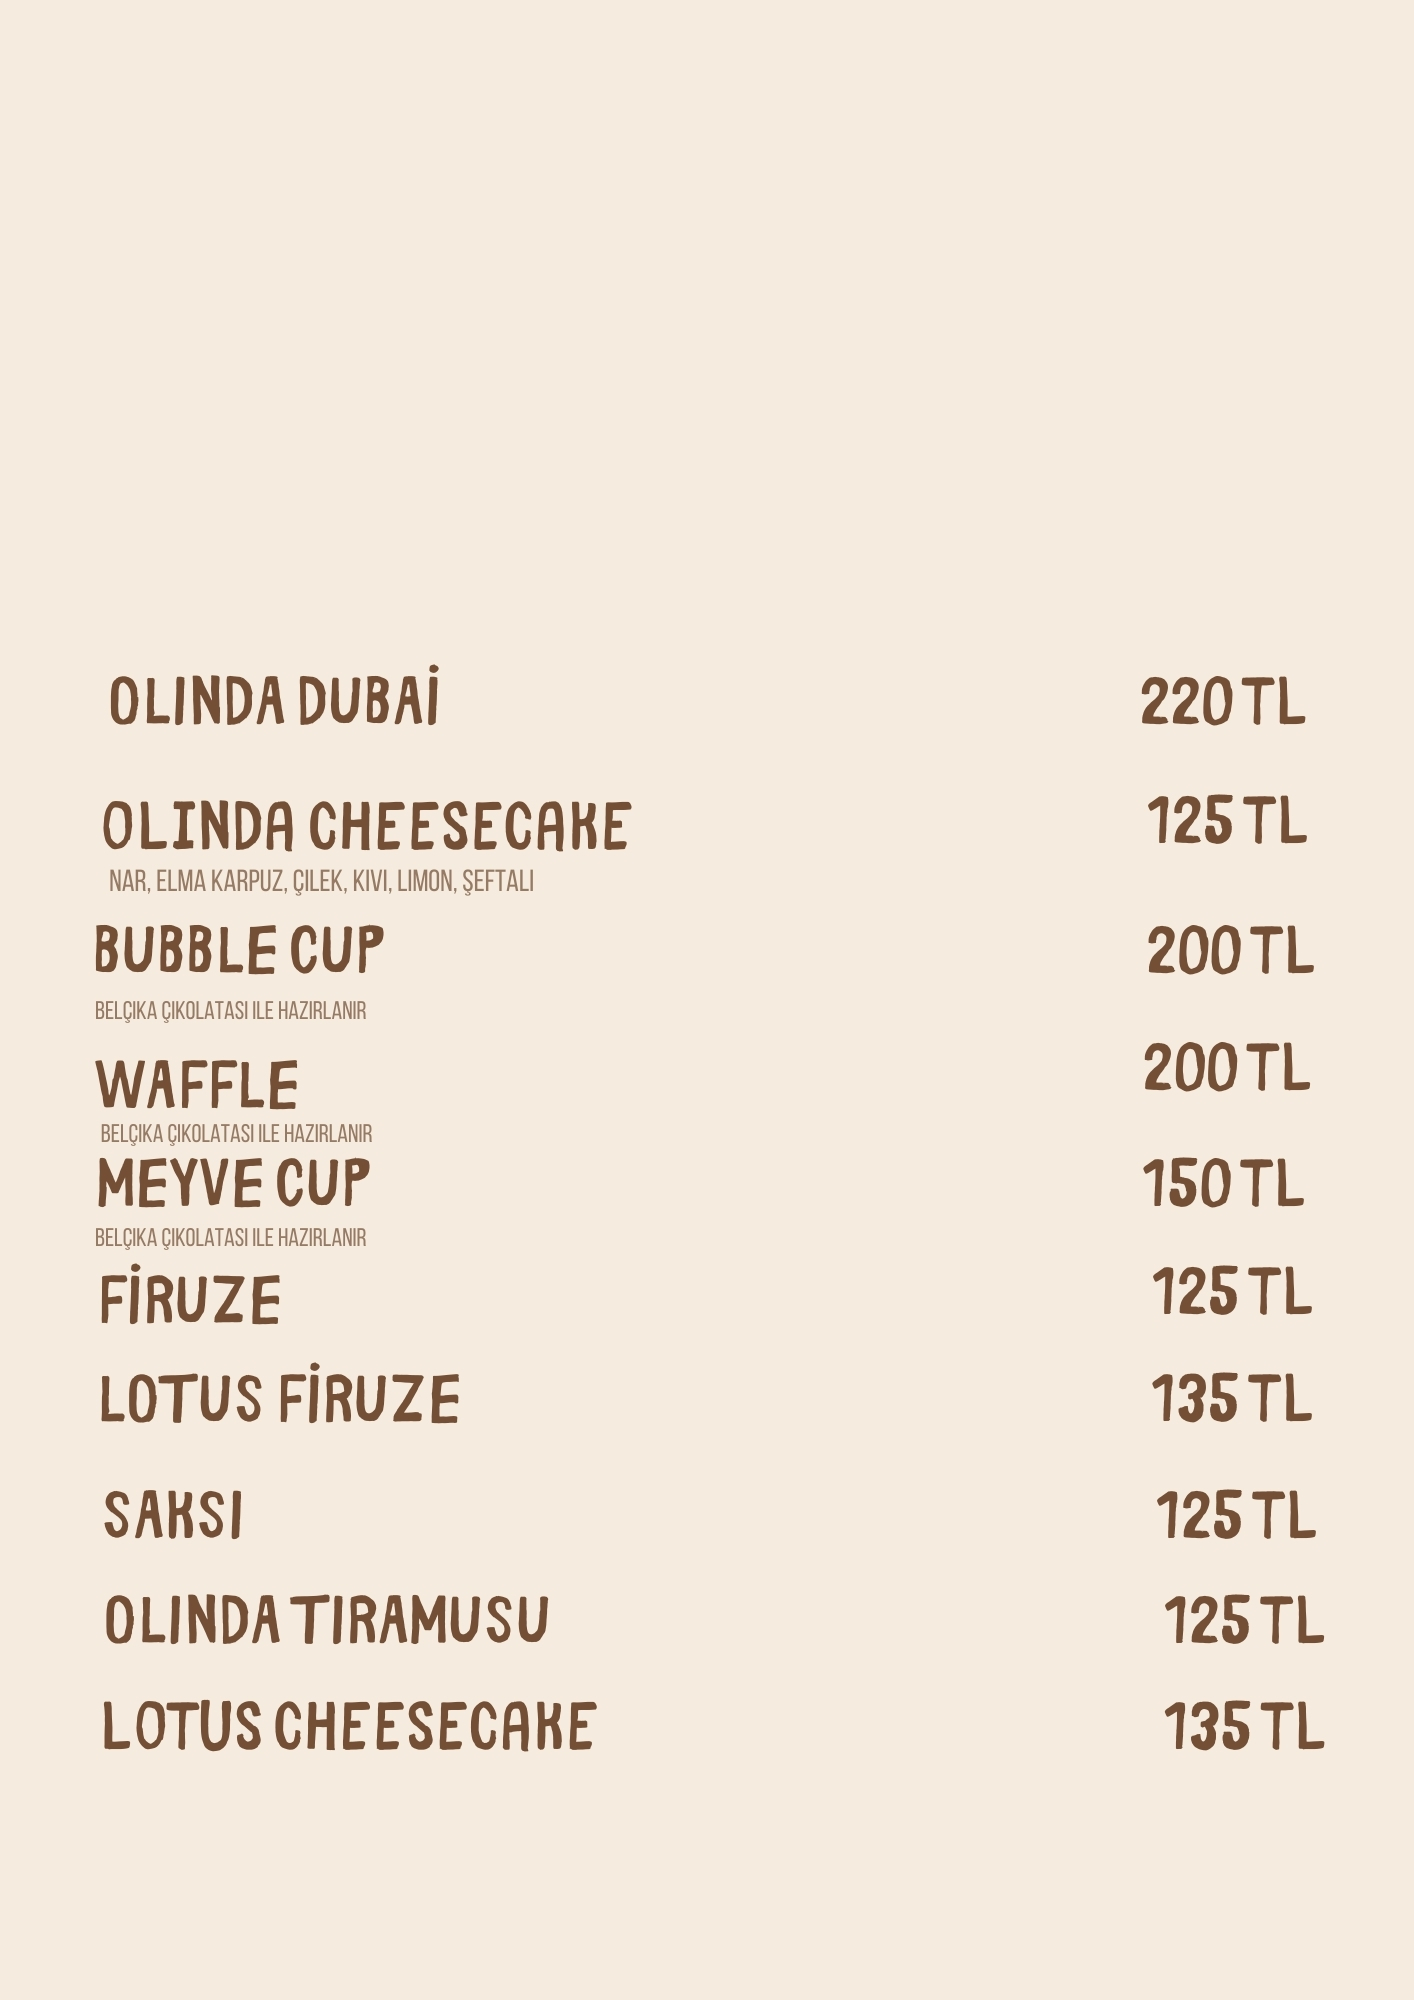 OLINDA DUBAİ 220 TL
OLINDA CHEESECAKE 125 TL
NAR, ELMA KARPUZ, ÇILEK, KIVI, LIMON, ŞEFTALI
BUBBLE CUP 200 TL
BELÇIKA ÇIKOLATASI ILE HAZIRLANIR
WAFFLE 200 TL
BELÇIKA ÇIKOLATASI ILE HAZIRLANIR
MEYVE CUP 150 TL
BELÇIKA ÇIKOLATASI ILE HAZIRLANIR
FİRUZE 125 TL
LOTUS FİRUZE 135 TL
SAKSI 125 TL
OLINDA TIRAMUSU 125 TL
LOTUS CHEESECAKE 135 TL